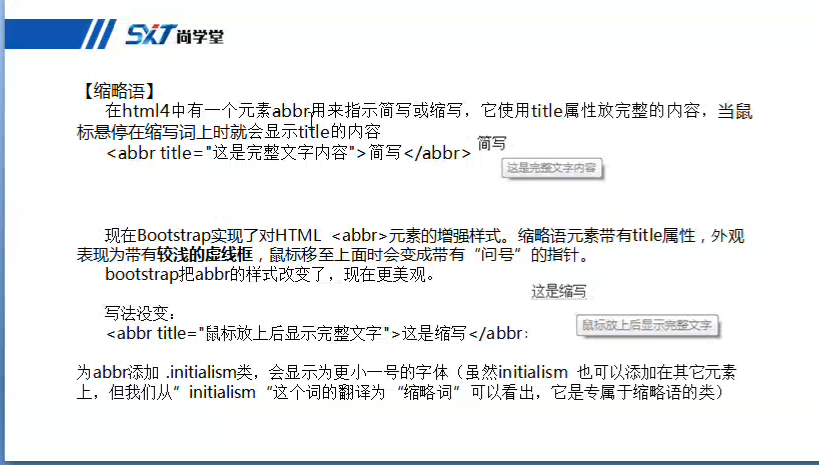 SXT 尚学堂
【缩略语】
在html4中有一个元素abbr用来指示简写或缩写，它使用title属性放完整的内容，当鼠
标悬停在缩写词上时就会显示title的内容
<abbr title="这是完整文字内容">简写</abbr>
简写
这是完整文字内容
现在Bootstrap实现了对HTML <abbr>元素的增强样式。缩略语元素带有title属性，外观
表现为带有较浅的虚线框，鼠标移至上面时会变成带有“问号”的指针。
bootstrap把abbr的样式改变了，现在更美观。
这是缩写
写法没变：
鼠标放上后显示完整文字
<abbr title="鼠标放上后显示完整文字">这是缩写</abbr:
为abbr添加 .initialism类，会显示为更小一号的字体（虽然initialism 也可以添加在其它元素
上，但我们从”initialism“这个词的翻译为“缩略词”可以看出，它是专属于缩略语的类）